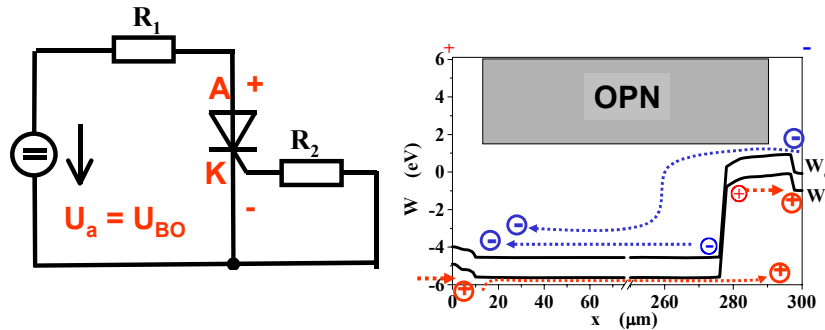 R1
A +
R2
K
-
Ua = UBO
+ -
6
OPN
4
2
0
-2
-4
-6
W (eV)
W
W
+
-
-
-
-
+
+
+
0 20 40 60 80 280 300
x (μm)